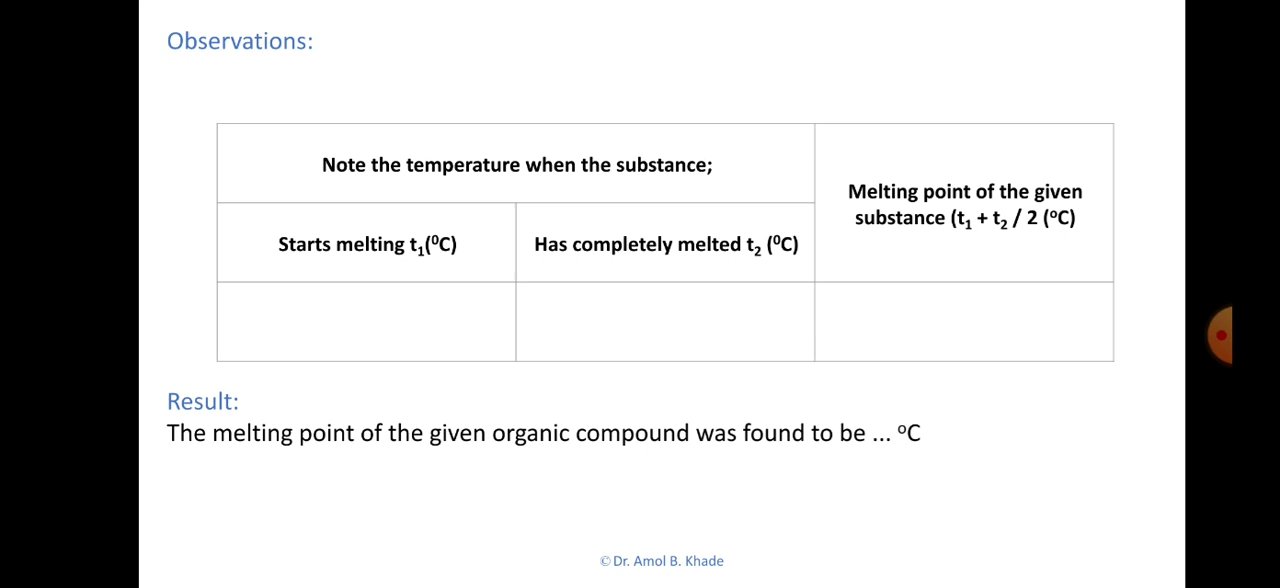 Observations:
Note the temperature when the substance;
Melting point of the given
substance (t₁ + t₂ / 2 (⁰C)
Starts melting t₁(⁰C)
Has completely melted t₂ (⁰C)
Result:
The melting point of the given organic compound was found to be ... ⁰C
© Dr. Amol B. Khade